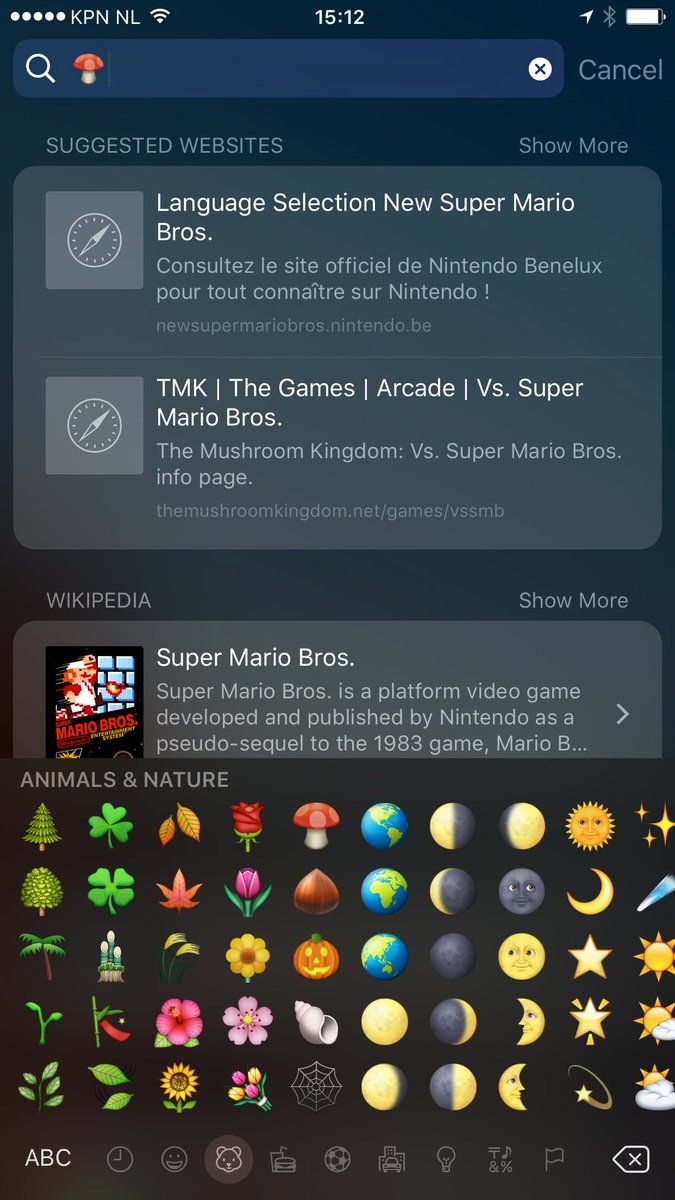 KPN NL 15:12
Cancel
SUGGESTED WEBSITES Show More
Language Selection New Super Mario
Bros.
Consultez le site officiel de Nintendo Benelux
pour tout connaître sur Nintendo !
newsupermariobros.nintendo.be
TMK | The Games | Arcade | Vs. Super
Mario Bros.
The Mushroom Kingdom: Vs. Super Mario Bros.
info page.
themushroomkingdom.net/games/vssmb
WIKIPEDIA Show More
SUPER
MARIO BROS.
Nintendo
ENTERTAINMENT
SYSTEM
Super Mario Bros.
Super Mario Bros. is a platform video game
developed and published by Nintendo as a
pseudo-sequel to the 1983 game, Mario B...
ANIMALS & NATURE
ABC
&%